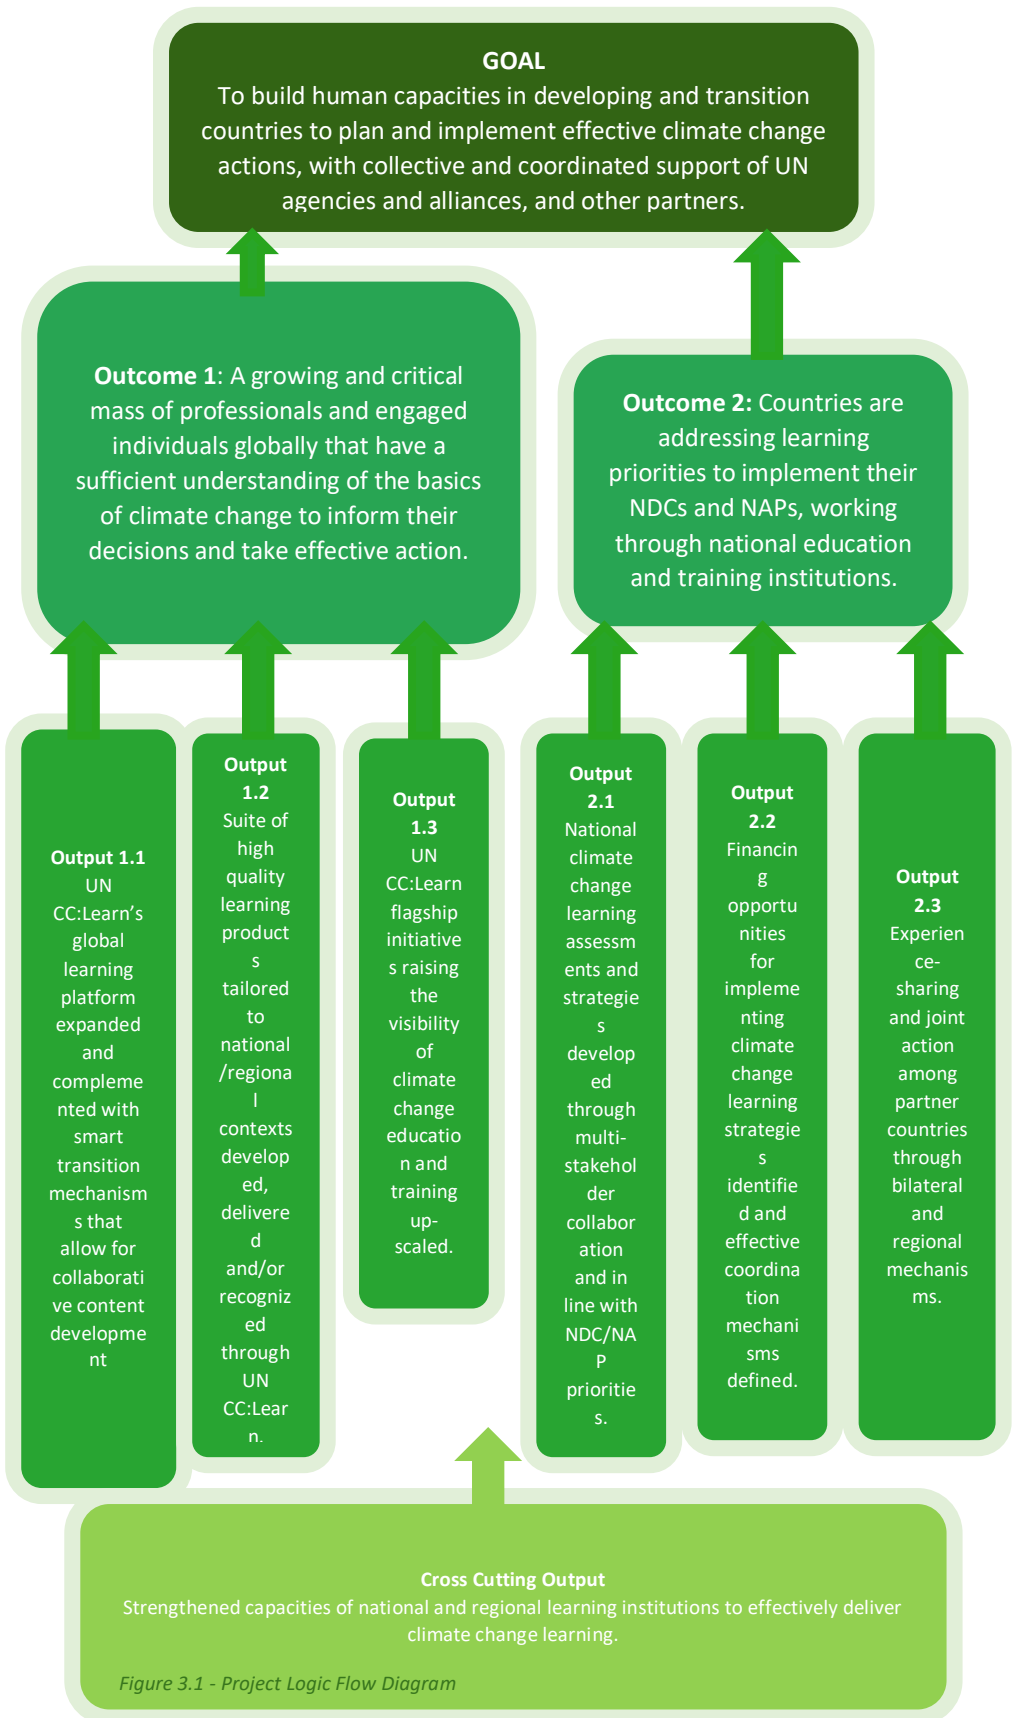 GOAL
To build human capacities in developing and transition
countries to plan and implement effective climate change
actions, with collective and coordinated support of UN
agencies and alliances, and other partners.
Outcome 1: A growing and critical
mass of professionals and engaged
individuals globally that have a
sufficient understanding of the basics
of climate change to inform their
decisions and take effective action.
Outcome 2: Countries are
addressing learning
priorities to implement their
NDCs and NAPs, working
through national education
and training institutions.
Output 1.1
UN
CC:Learn’s
global
learning
platform
expanded
and
compleme
nted with
smart
transition
mechanism
s that
allow for
collaborati
ve content
developme
nt
Output
1.2
Suite of
high
quality
learning
product
s
tailored
to
national
/regiona
l
contexts
develop
ed,
delivere
d
and/or
recogniz
ed
through
UN
CC:Lear
n.
Output
1.3
UN
CC:Learn
flagship
initiative
s raising
the
visibility
of
climate
change
educatio
n and
training
up-
scaled.
Output
2.1
National
climate
change
learning
assessm
ents and
strategie
s
develop
ed
through
multi-
stakehol
der
collabor
ation
and in
line with
NDC/NA
P
prioritie
s.
Output
2.2
Financin
g
opportu
nities
for
impleme
nting
climate
change
learning
strategie
s
identifie
d and
effective
coordina
tion
mechani
sms
defined.
Output
2.3
Experien
ce-
sharing
and joint
action
among
partner
countries
through
bilateral
and
regional
mechanis
ms.
Cross Cutting Output
Strengthened capacities of national and regional learning institutions to effectively deliver
climate change learning.
Figure 3.1 - Project Logic Flow Diagram